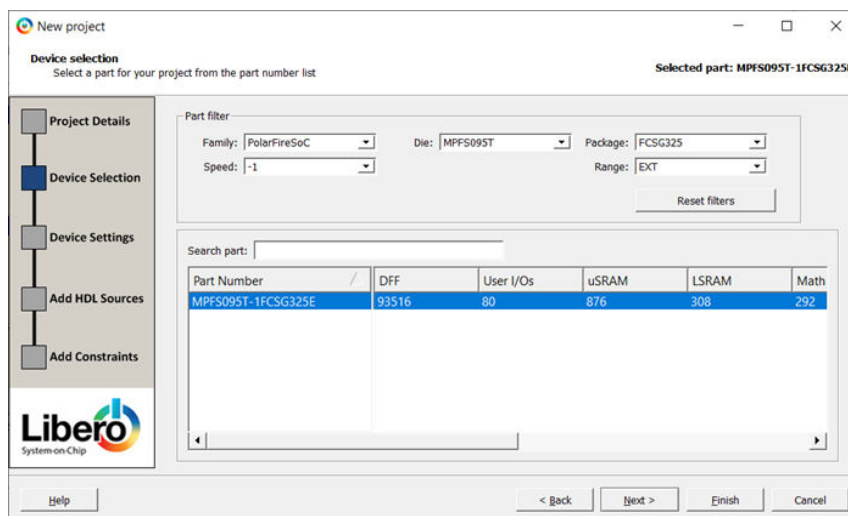 New project
Device selection
Select a part for your project from the part number list
Selected part: MPFS095T-1FCSG325E
Project Details
Device Selection
Device Settings
Add HDL Sources
Add Constraints
Libero
System-on-Chip
Part filter
Family: PolarFireSoC Die: MPFS095T Package: FCSG325
Speed: -1 Range: EXT
Reset filters
Search part:
Part Number DFF User I/Os uSRAM LSRAM Math
MPFS095T-1FCSG325E 93516 80 876 308 292
Help < Back Next > Finish Cancel